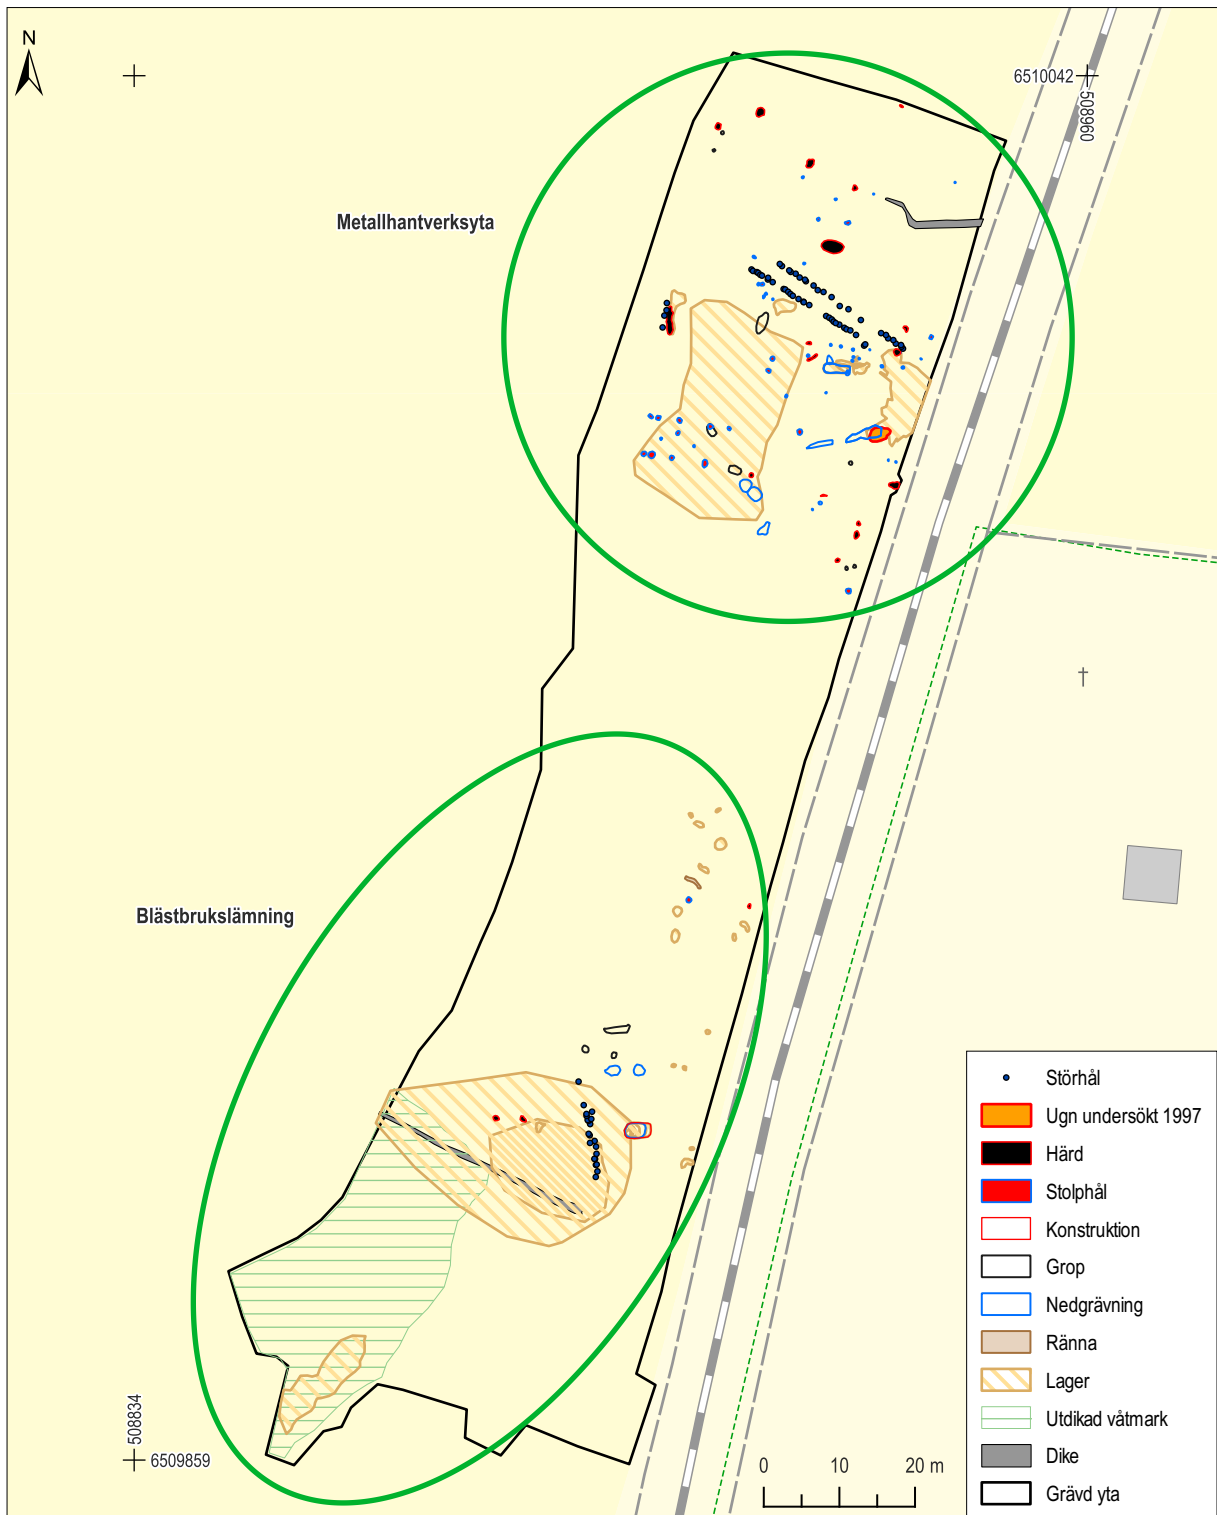 N
6510042
508960
Metallhantverksyta
Blästbrukslämning
508834
6509859
0 10 20 m
Störhål
Ugn undersökt 1997
Härd
Stolphål
Konstruktion
Grop
Nedgrävning
Ränna
Lager
Utdikad våtmark
Dike
Grävd yta